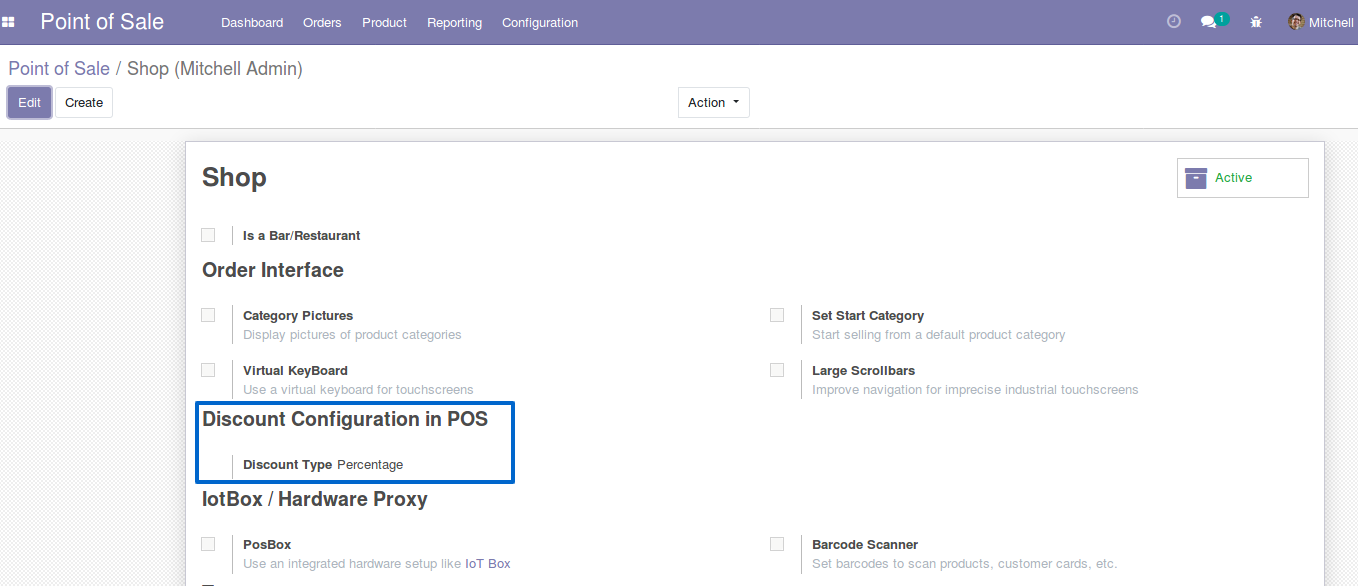 Point of Sale Dashboard Orders Product Reporting Configuration 1 Mitchell
Point of Sale / Shop (Mitchell Admin)
Edit Create Action
Shop
Active
Is a Bar/Restaurant
Order Interface
Category Pictures
Display pictures of product categories
Set Start Category
Start selling from a default product category
Virtual KeyBoard
Use a virtual keyboard for touchscreens
Large Scrollbars
Improve navigation for imprecise industrial touchscreens
Discount Configuration in POS
Discount Type Percentage
IotBox / Hardware Proxy
PosBox
Use an integrated hardware setup like IoT Box
Barcode Scanner
Set barcodes to scan products, customer cards, etc.